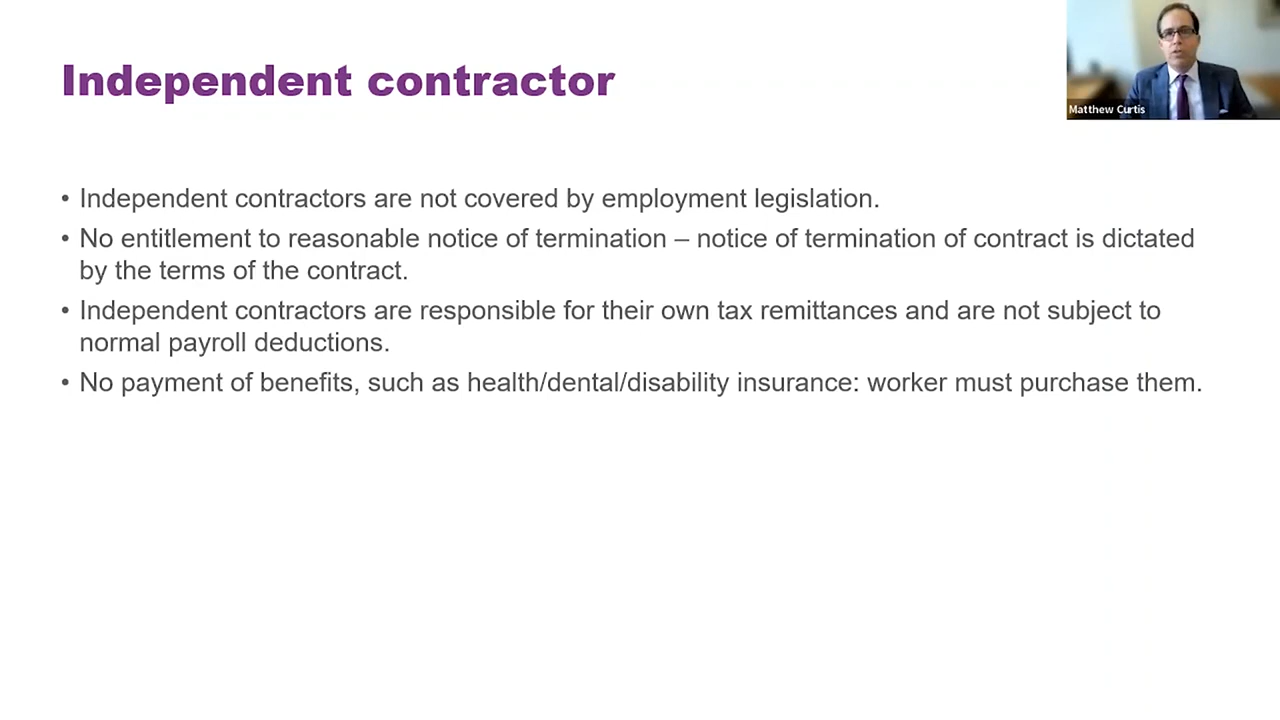 Independent contractor
Matthew Curtis
• Independent contractors are not covered by employment legislation.
• No entitlement to reasonable notice of termination – notice of termination of contract is dictated
by the terms of the contract.
• Independent contractors are responsible for their own tax remittances and are not subject to
normal payroll deductions.
• No payment of benefits, such as health/dental/disability insurance: worker must purchase them.